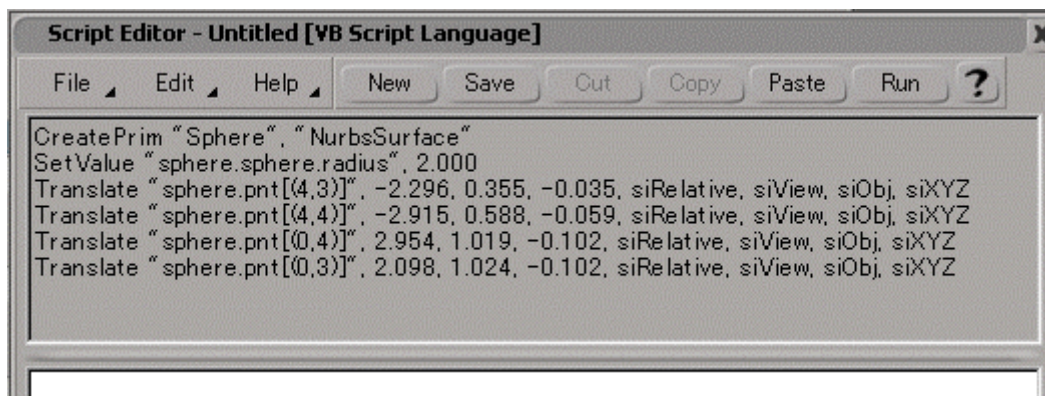 Script Editor - Untitled [VB Script Language]
File Edit Help New Save Cut Copy Paste Run ?
CreatePrim "Sphere", "NurbsSurface"
SetValue "sphere.sphere.radius", 2.000
Translate "sphere.pnt[(4,3)]", -2.296, 0.355, -0.035, siRelative, siView, siObj, siXYZ
Translate "sphere.pnt[(4,4)]", -2.915, 0.588, -0.059, siRelative, siView, siObj, siXYZ
Translate "sphere.pnt[(0,4)]", 2.954, 1.019, -0.102, siRelative, siView, siObj, siXYZ
Translate "sphere.pnt[(0,3)]", 2.098, 1.024, -0.102, siRelative, siView, siObj, siXYZ